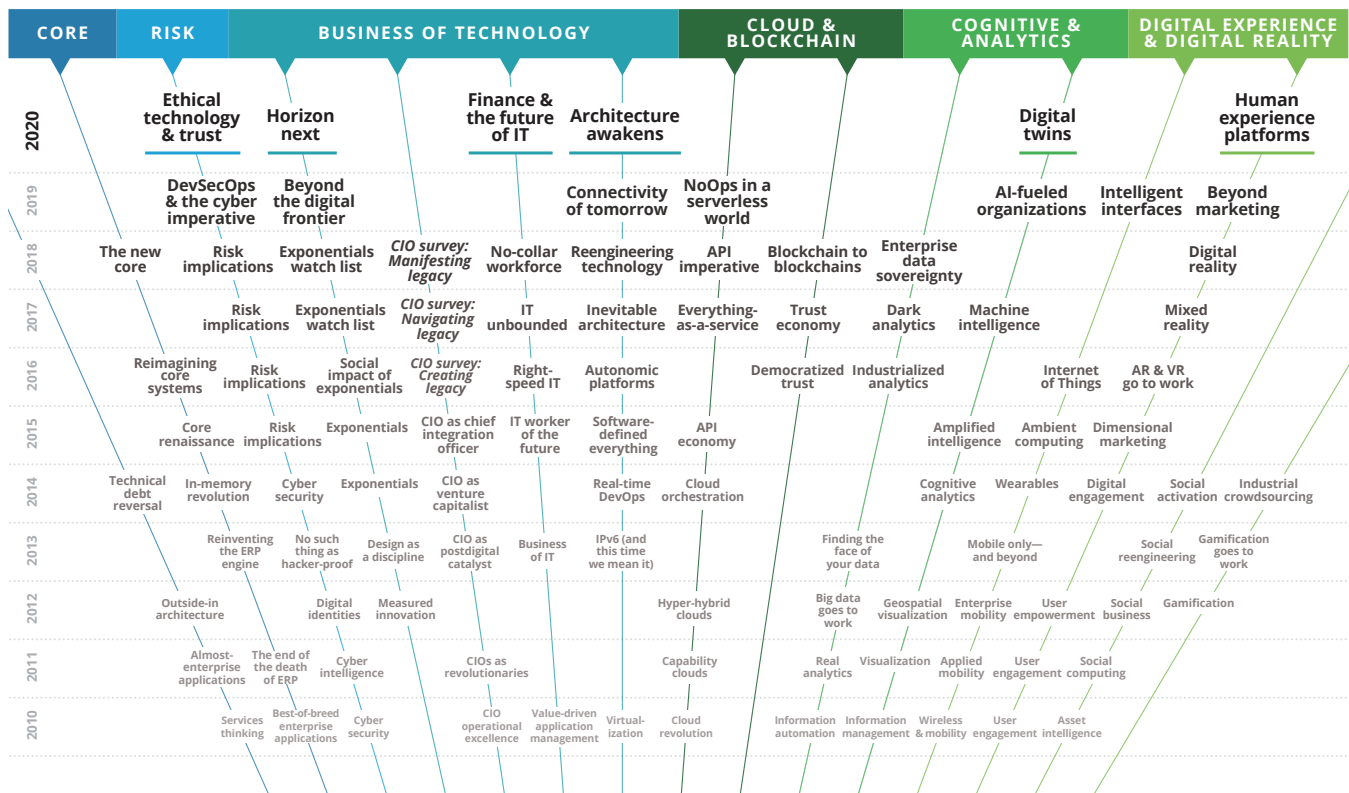 CORE
RISK
BUSINESS OF TECHNOLOGY
CLOUD &
BLOCKCHAIN
COGNITIVE &
ANALYTICS
DIGITAL EXPERIENCE
& DIGITAL REALITY
2020
Ethical
technology
& trust
Horizon
next
Finance &
the future
of IT
Architecture
awakens
Digital
twins
Human
experience
platforms
2019
DevSecOps
& the cyber
imperative
Beyond
the digital
frontier
Connectivity
of tomorrow
NoOps in a
serverless
world
AI-fueled
organizations
Intelligent
interfaces
Beyond
marketing
2018
The new
core
Risk
implications
Exponentials
watch list
CIO survey:
Manifesting
legacy
No-collar
workforce
Reengineering
technology
API
imperative
Blockchain to
blockchains
Enterprise
data
sovereignty
Digital
reality
2017
Risk
implications
Exponentials
watch list
CIO survey:
Navigating
legacy
IT
unbounded
Inevitable
architecture
Everything-
as-a-service
Trust
economy
Dark
analytics
Machine
intelligence
Mixed
reality
2016
Reimagining
core
systems
Risk
implications
Social
impact of
exponentials
CIO survey:
Creating
legacy
Right-
speed IT
Autonomic
platforms
Democratized
trust
Industrialized
analytics
Internet
of Things
AR & VR
go to work
2015
Core
renaissance
Risk
implications
Exponentials
CIO as chief
integration
officer
IT worker
of the
future
Software-
defined
everything
API
economy
Amplified
intelligence
Ambient
computing
Dimensional
marketing
2014
Technical
debt
reversal
In-memory
revolution
Cyber
security
Exponentials
CIO as
venture
capitalist
Real-time
DevOps
Cloud
orchestration
Cognitive
analytics
Wearables
Digital
engagement
Social
activation
Industrial
crowdsourcing
2013
Reinventing
the ERP
engine
No such
thing as
hacker-proof
Design as
a discipline
CIO as
postdigital
catalyst
Business
of IT
IPv6 (and
this time
we mean it)
Finding the
face of
your data
Mobile only—
and beyond
Social
reengineering
Gamification
goes to
work
2012
Outside-in
architecture
Digital
identities
Measured
innovation
Hyper-hybrid
clouds
Big data
goes to
work
Geospatial
visualization
Enterprise
mobility
User
empowerment
Social
business
Gamification
2011
Almost-
enterprise
applications
The end of
the death
of ERP
Cyber
intelligence
CIOs as
revolutionaries
Capability
clouds
Real
analytics
Visualization
Applied
mobility
User
engagement
Social
computing
2010
Services
thinking
Best-of-breed
enterprise
applications
Cyber
security
CIO
operational
excellence
Value-driven
application
management
Virtual-
ization
Cloud
revolution
Information
automation
Information
management
Wireless
& mobility
User
engagement
Asset
intelligence